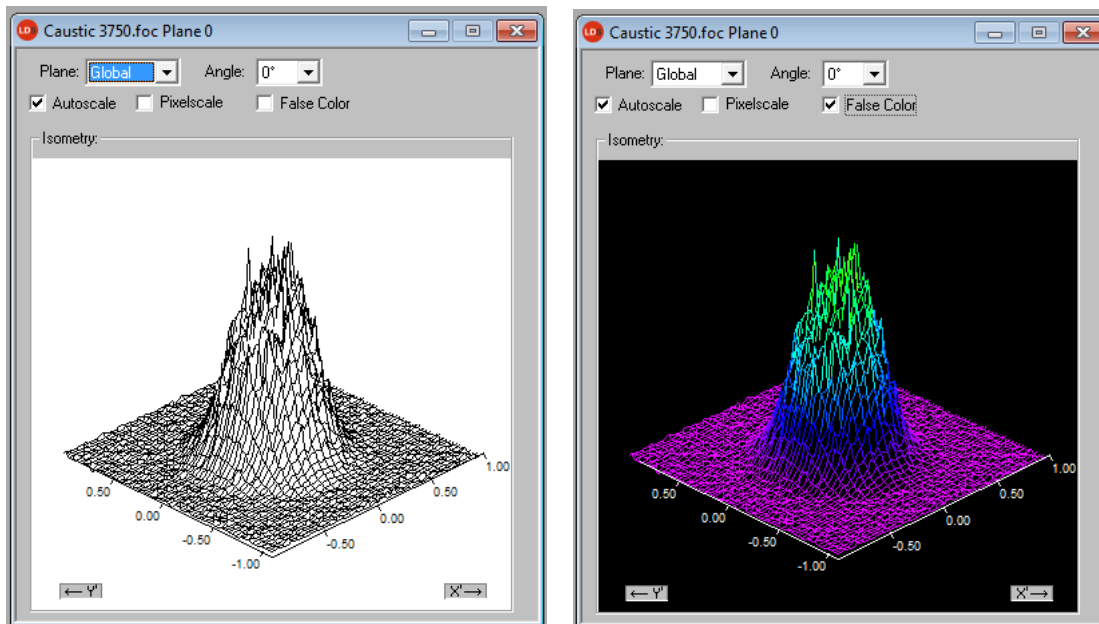 LD Caustic 3750.foc Plane 0
Plane: Global Angle: 0°
Autoscale Pixelscale False Color
Isometry:
1.00
0.50 0.50
0.00 0.00
-0.50 -0.50
-1.00
← Y' X' →
LD Caustic 3750.foc Plane 0
Plane: Global Angle: 0°
Autoscale Pixelscale False Color
Isometry:
1.00
0.50 0.50
0.00 0.00
-0.50 -0.50
-1.00
← Y' X' →